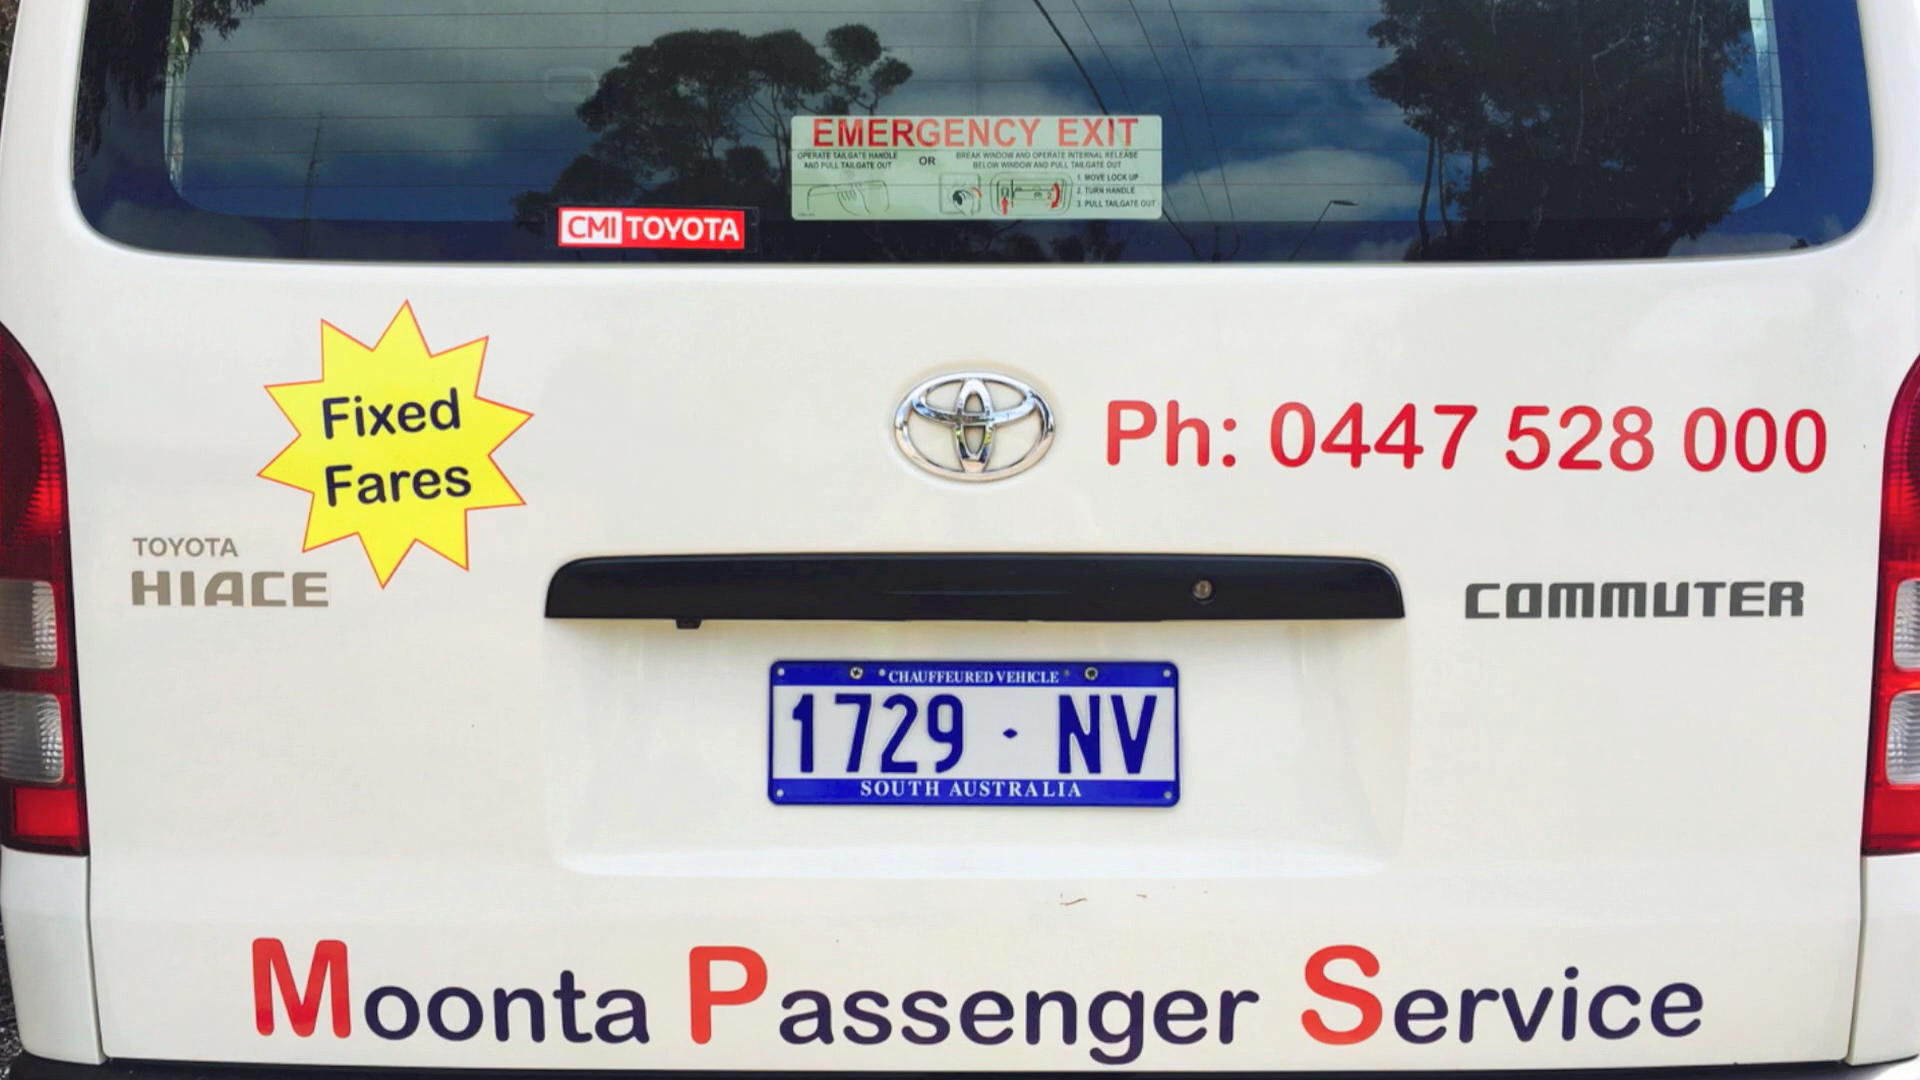 EMERGENCY EXIT
OPERATE TAILGATE HANDLE
AND PULL TAILGATE OUT
OR
BREAK WINDOW AND OPERATE INTERNAL RELEASE
BELOW WINDOW AND PULL TAILGATE OUT
1. MOVE LOCK UP
2. TURN HANDLE
3. PULL TAILGATE OUT
CMI TOYOTA
Fixed
Fares
Ph: 0447 528 000
TOYOTA
HIACE
COMMUTER
CHAUFFEURED VEHICLE
1729 · NV
SOUTH AUSTRALIA
Moonta Passenger Service